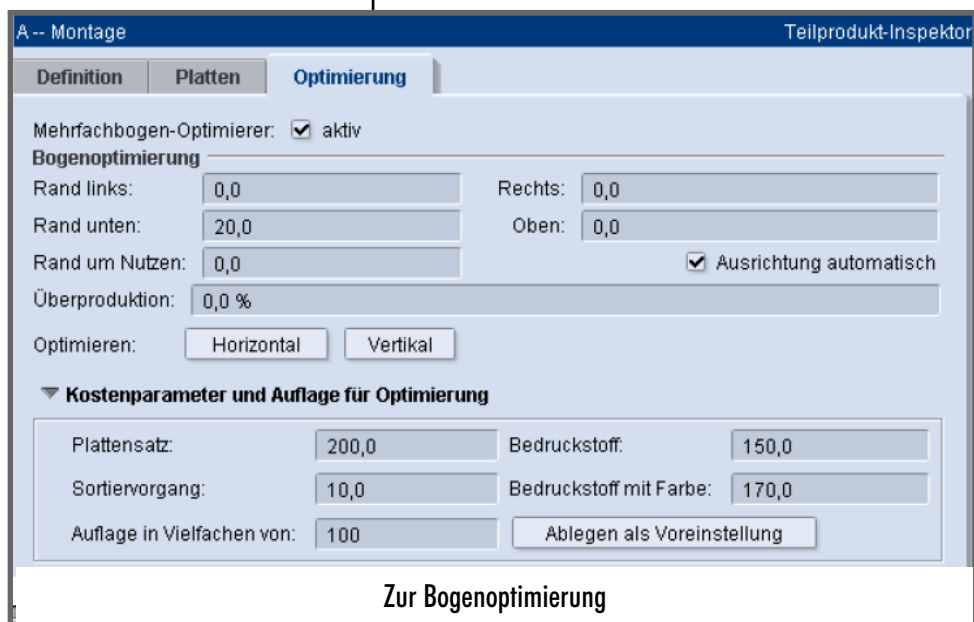 A -- Montage Teilprodukt-Inspektor
Definition Platten Optimierung
Mehrfachbogen-Optimierer: aktiv
Bogenoptimierung
Rand links: 0,0 Rechts: 0,0
Rand unten: 20,0 Oben: 0,0
Rand um Nutzen: 0,0 Ausrichtung automatisch
Überproduktion: 0,0 %
Optimieren: Horizontal Vertikal
Kostenparameter und Auflage für Optimierung
Plattensatz: 200,0 Bedruckstoff: 150,0
Sortiervorgang: 10,0 Bedruckstoff mit Farbe: 170,0
Auflage in Vielfachen von: 100 Ablegen als Voreinstellung
Zur Bogenoptimierung